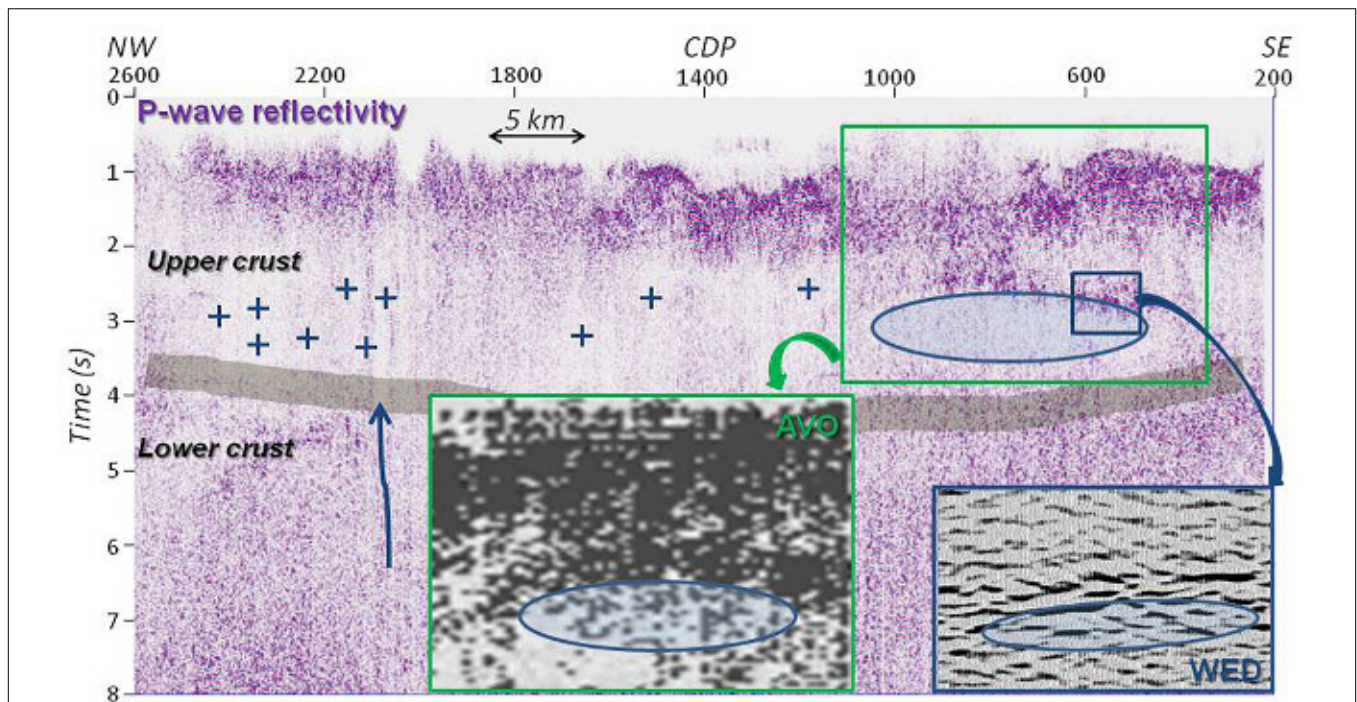 NW CDP SE
2600 2200 1800 1400 1000 600 200
0
P-wave reflectivity
5 km
1
2
Upper crust
3
Time (s)
4
AVO
Lower crust
5
6
7
WED
8